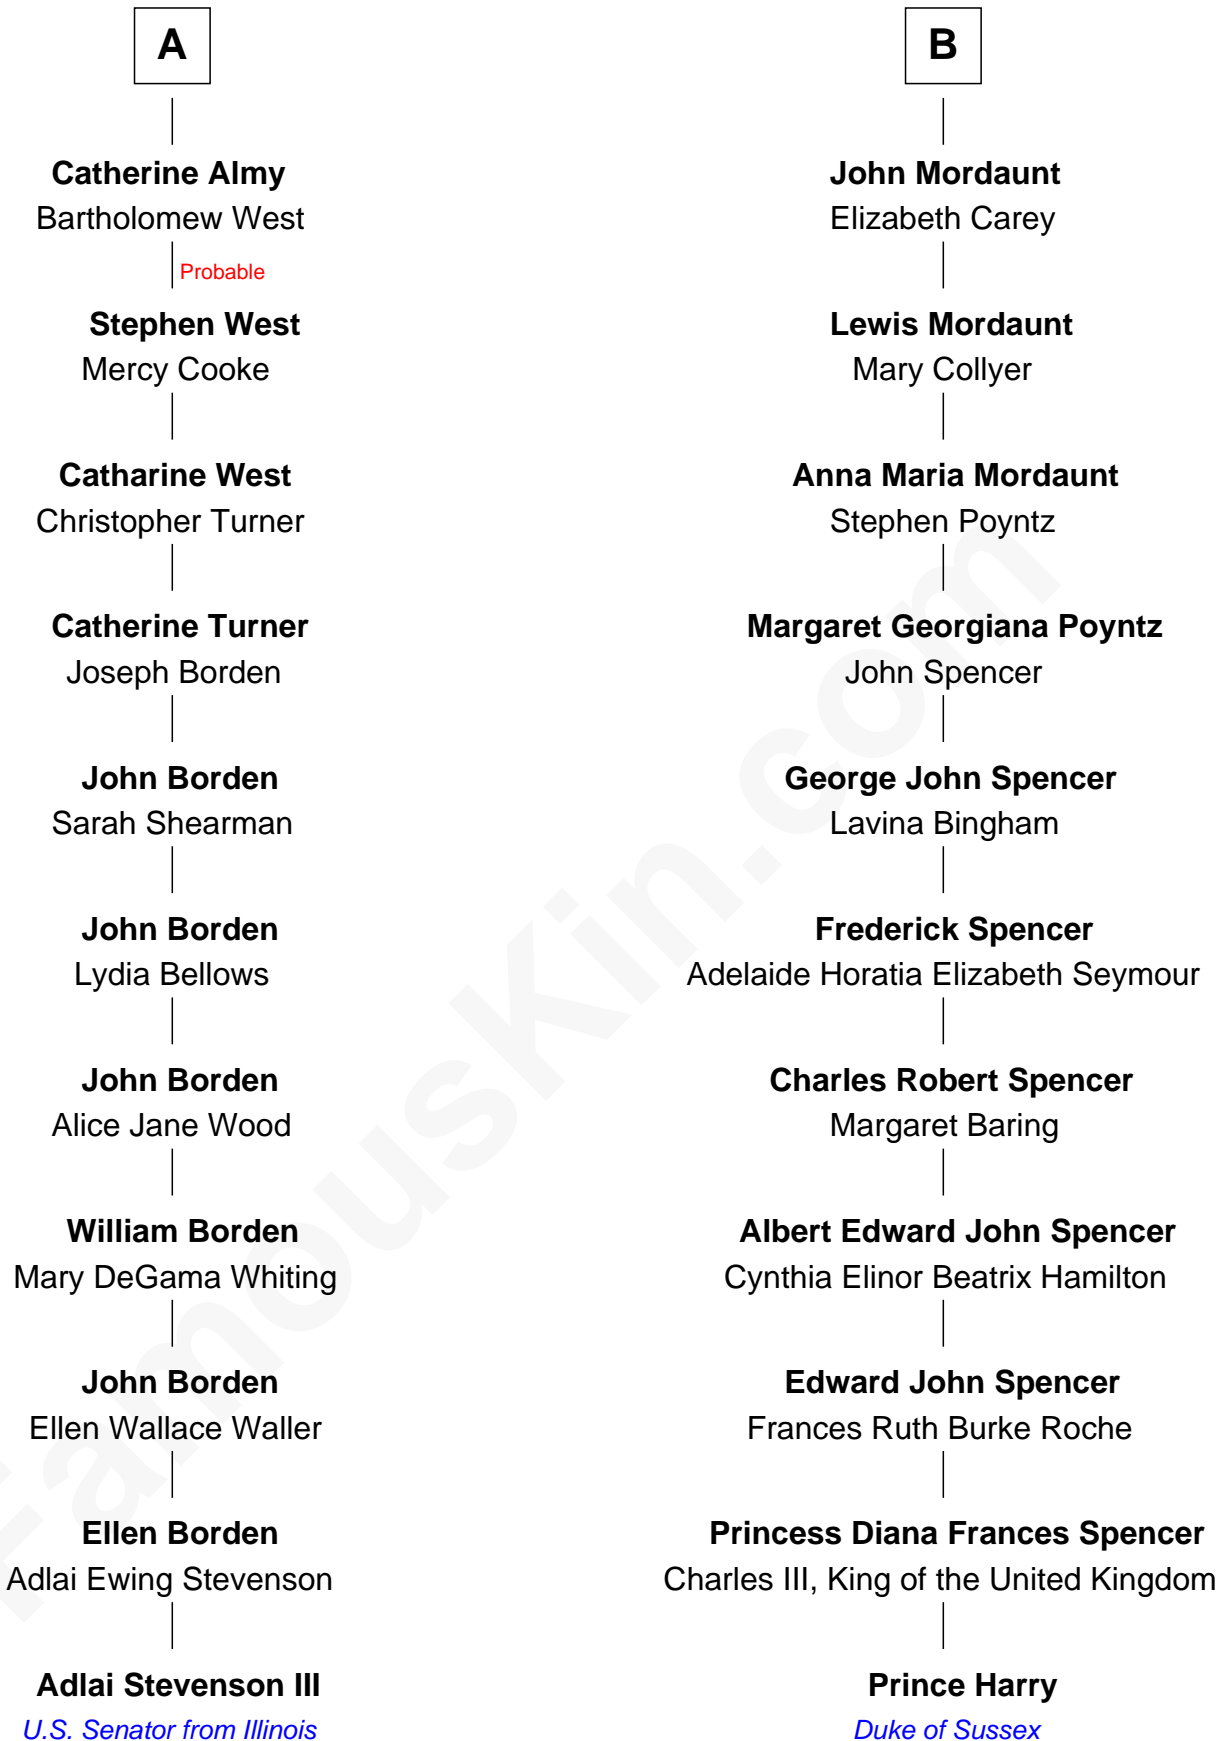 A
Catherine Almy
Bartholomew West
Probable
Stephen West
Mercy Cooke
Catharine West
Christopher Turner
Catherine Turner
Joseph Borden
John Borden
Sarah Shearman
John Borden
Lydia Bellows
John Borden
Alice Jane Wood
William Borden
Mary DeGama Whiting
John Borden
Ellen Wallace Waller
Ellen Borden
Adlai Ewing Stevenson
Adlai Stevenson III
U.S. Senator from Illinois
B
John Mordaunt
Elizabeth Carey
Lewis Mordaunt
Mary Collyer
Anna Maria Mordaunt
Stephen Poyntz
Margaret Georgiana Poyntz
John Spencer
George John Spencer
Lavina Bingham
Frederick Spencer
Adelaide Horatia Elizabeth Seymour
Charles Robert Spencer
Margaret Baring
Albert Edward John Spencer
Cynthia Elinor Beatrix Hamilton
Edward John Spencer
Frances Ruth Burke Roche
Princess Diana Frances Spencer
Charles III, King of the United Kingdom
Prince Harry
Duke of Sussex
FamousKin.com